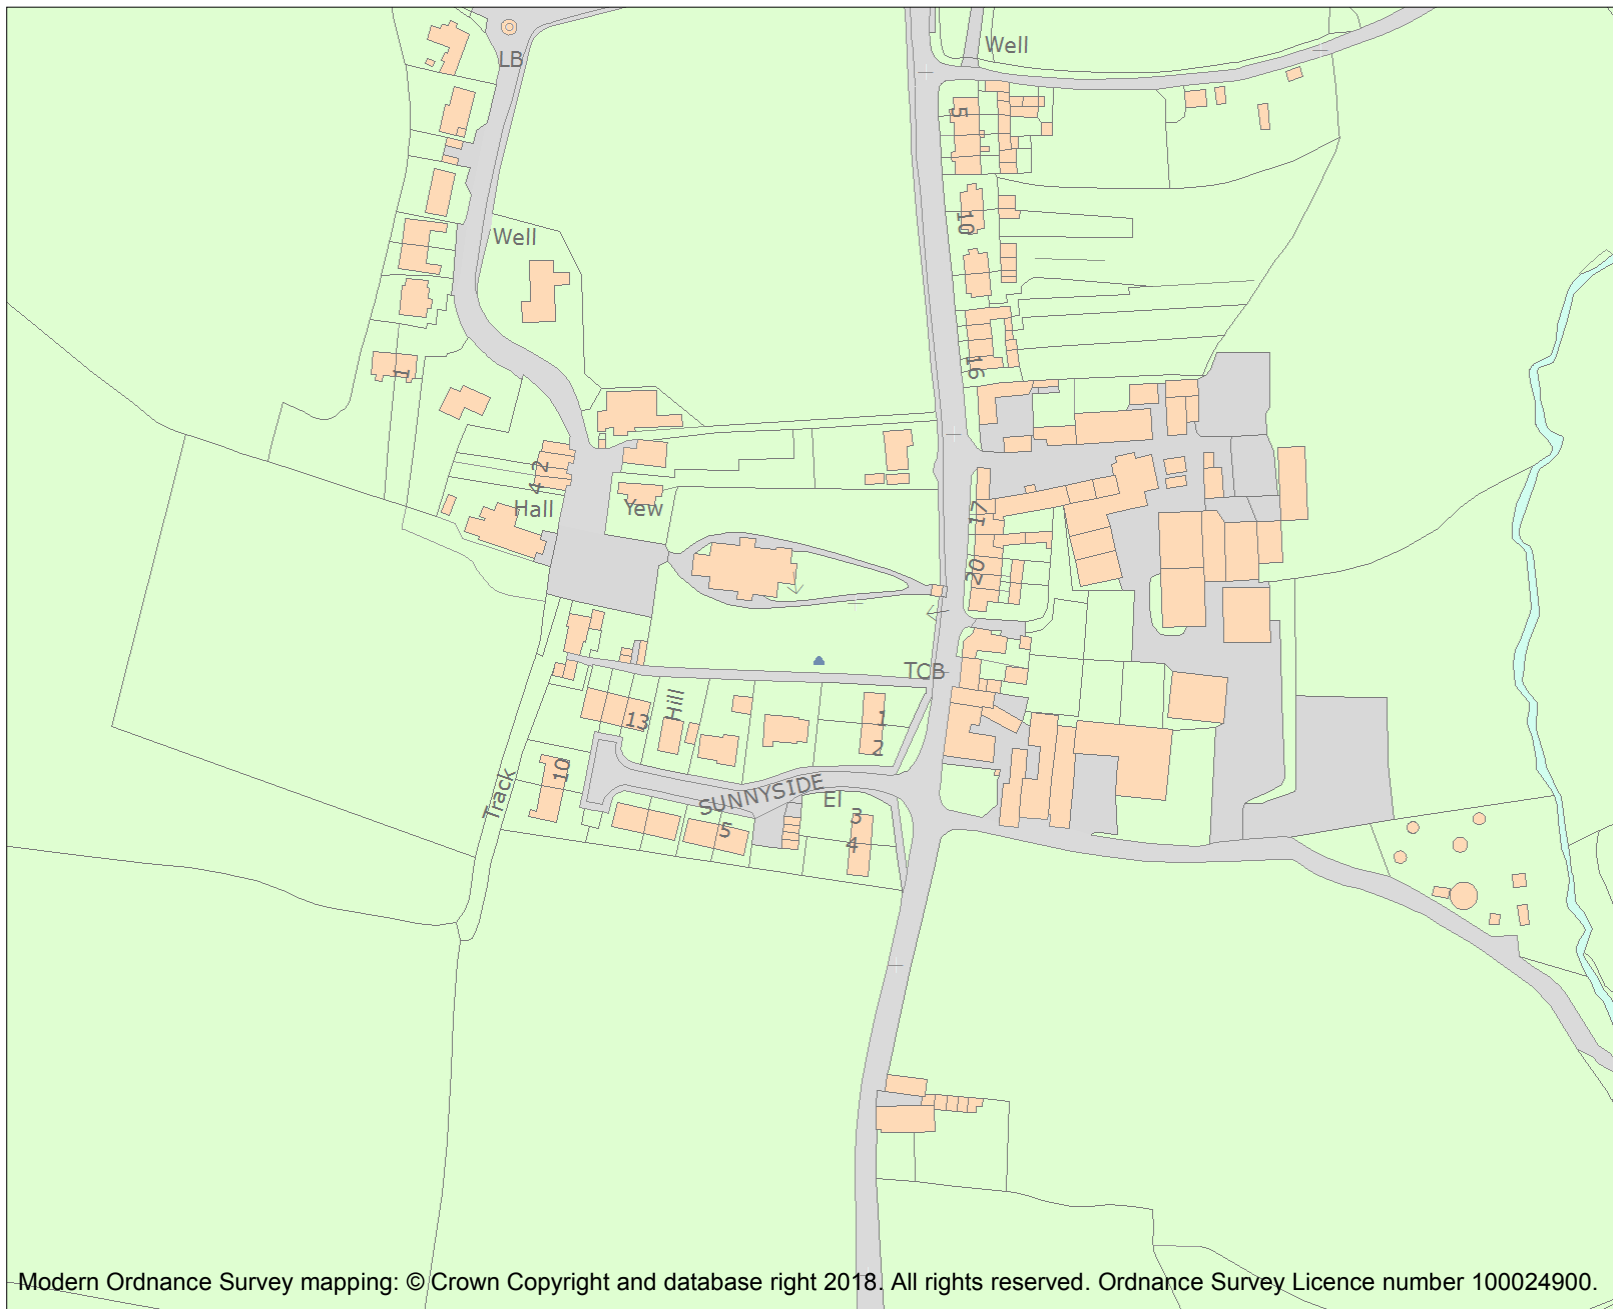 LB
Well
5
Well
10
16
1
2
4
Hall
Yew
17
20
TCB
Hill
13
1
2
10
Track
SUNNYSIDE
El
3
5
4
Modern Ordnance Survey mapping: © Crown Copyright and database right 2018. All rights reserved. Ordnance Survey Licence number 100024900.